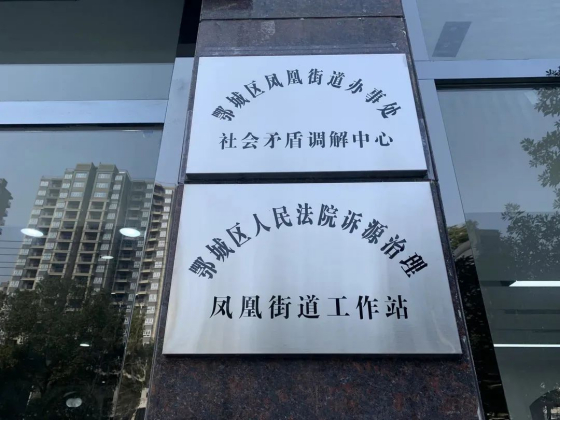 鄂城区凤凰街道办事处
社会矛盾调解中心
鄂城区人民法院诉源治理
凤凰街道工作站